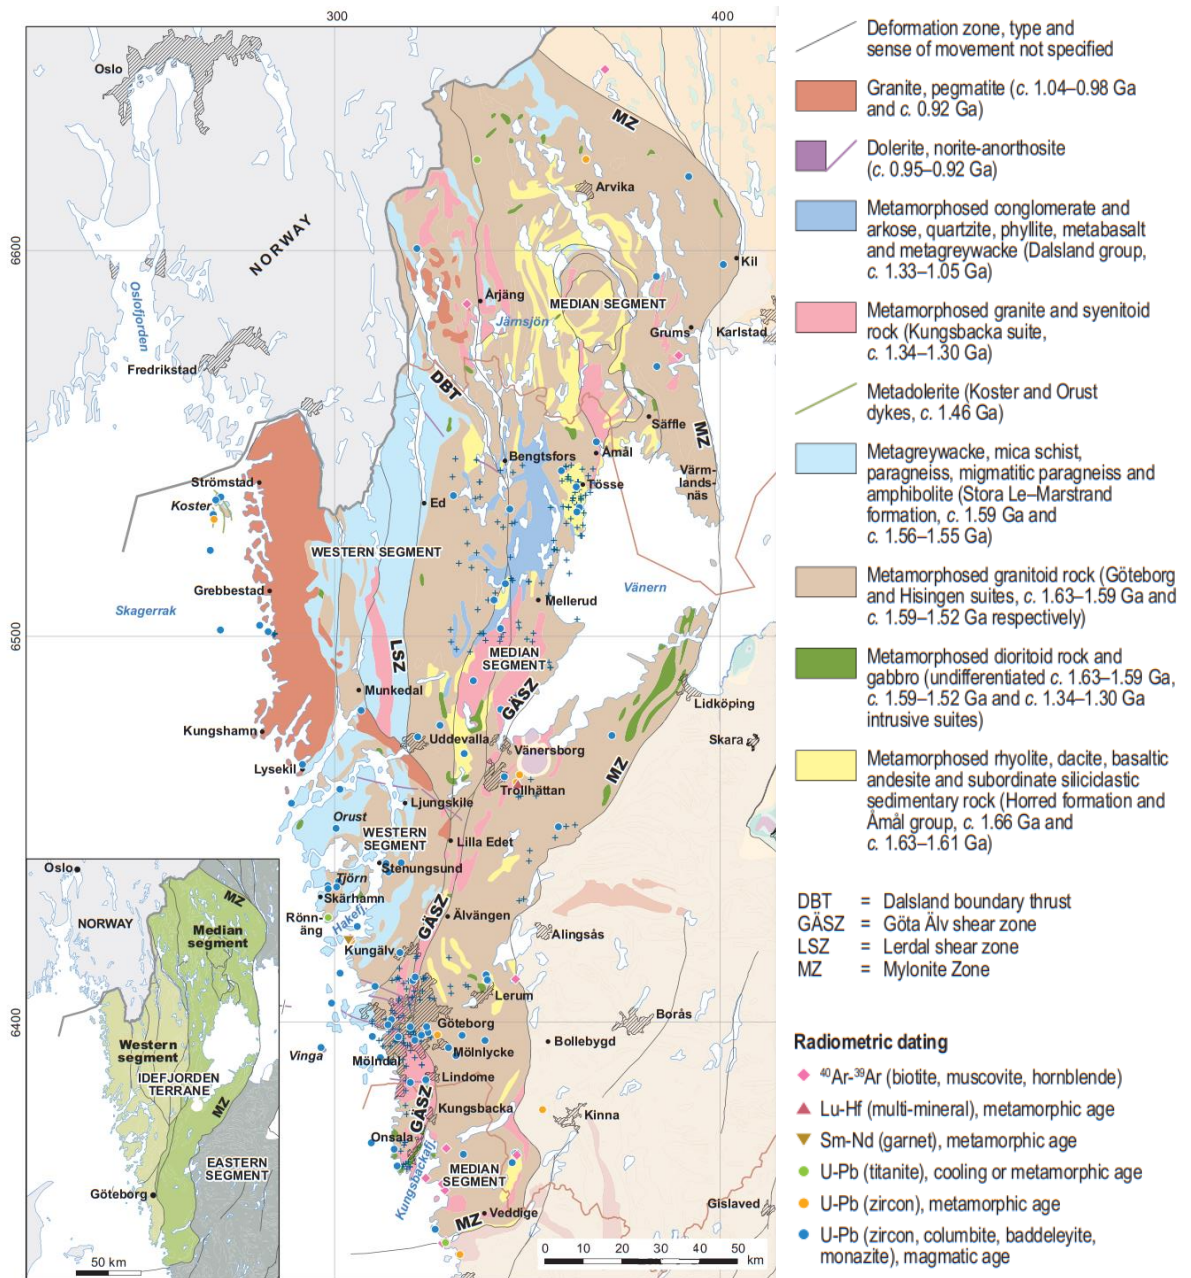 300
400
Oslo
MZ
Arvika
NORWAY
6600
Kil
Årjäng
MEDIAN SEGMENT
Oslofjorden
Järnsjön
Grums
Karlstad
Fredrikstad
DBT
Säffle
MZ
Åmål
Bengtsfors
Värm-
lands-
näs
Strömstad
Tösse
Koster
Ed
WESTERN SEGMENT
Grebbestad
Vänern
Skagerrak
Mellerud
6500
LSZ
MEDIAN
SEGMENT
Munkedal
GÄSZ
Lidköping
Kungshamn
Uddevalla
Skara
Vänersborg
Lysekil
MZ
Trollhättan
Ljungskile
Orust
WESTERN
SEGMENT
Lilla Edet
Stenungsund
Tjörn
Skärhamn
Rönn-
äng
Hakefj.
GÄSZ
Älvängen
Alingsås
Kungälv
Lerum
6400
Göteborg
Borås
Vinga
Mölndal
Mölnlycke
Bollebygd
Lindome
GÄSZ
Kungsbacka
Kinna
Onsala
Kungsbackafj.
MEDIAN
SEGMENT
Gislaved
MZ
Veddige
0 10 20 30 40 50 km
Oslo
MZ
NORWAY
Median
segment
Western
segment
IDEFJORDEN
TERRANE
MZ
EASTERN
SEGMENT
Göteborg
50 km
Deformation zone, type and
sense of movement not specified
Granite, pegmatite (c. 1.04–0.98 Ga
and c. 0.92 Ga)
Dolerite, norite-anorthosite
(c. 0.95–0.92 Ga)
Metamorphosed conglomerate and
arkose, quartzite, phyllite, metabasalt
and metagreywacke (Dalsland group,
c. 1.33–1.05 Ga)
Metamorphosed granite and syenitoid
rock (Kungsbacka suite,
c. 1.34–1.30 Ga)
Metadolerite (Koster and Orust
dykes, c. 1.46 Ga)
Metagreywacke, mica schist,
paragneiss, migmatitic paragneiss and
amphibolite (Stora Le–Marstrand
formation, c. 1.59 Ga and
c. 1.56–1.55 Ga)
Metamorphosed granitoid rock (Göteborg
and Hisingen suites, c. 1.63–1.59 Ga and
c. 1.59–1.52 Ga respectively)
Metamorphosed dioritoid rock and
gabbro (undifferentiated c. 1.63–1.59 Ga,
c. 1.59–1.52 Ga and c. 1.34–1.30 Ga
intrusive suites)
Metamorphosed rhyolite, dacite, basaltic
andesite and subordinate siliciclastic
sedimentary rock (Horred formation and
Åmål group, c. 1.66 Ga and
c. 1.63–1.61 Ga)
DBT = Dalsland boundary thrust
GÄSZ = Göta Älv shear zone
LSZ = Lerdal shear zone
MZ = Mylonite Zone
Radiometric dating
⁴⁰Ar-³⁹Ar (biotite, muscovite, hornblende)
Lu-Hf (multi-mineral), metamorphic age
Sm-Nd (garnet), metamorphic age
U-Pb (titanite), cooling or metamorphic age
U-Pb (zircon), metamorphic age
U-Pb (zircon, columbite, baddeleyite,
monazite), magmatic age